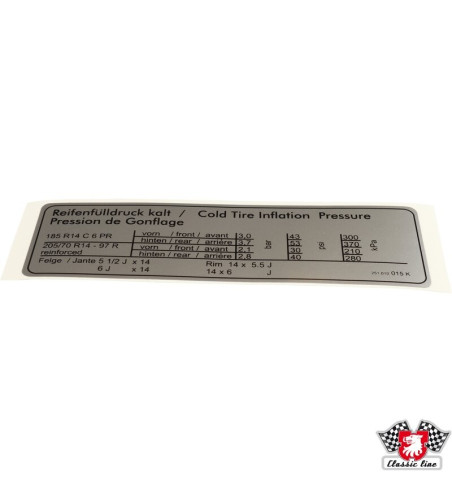 Reifenfülldruck kalt / Cold Tire Inflation Pressure
Pression de Gonflage
185 R14 C 6 PR vorn / front / avant 3,0 bar 43 psi 300 kPa
hinten / rear / arrière 3,7 53 370
205/70 R14 - 97 R vorn / front / avant 2,1 30 210
reinforced hinten / rear / arrière 2,8 40 280
Felge / Jante 5 1/2 J x 14 Rim 14 x 5.5 J
6 J x 14 14 x 6 J
015 K
Classic line